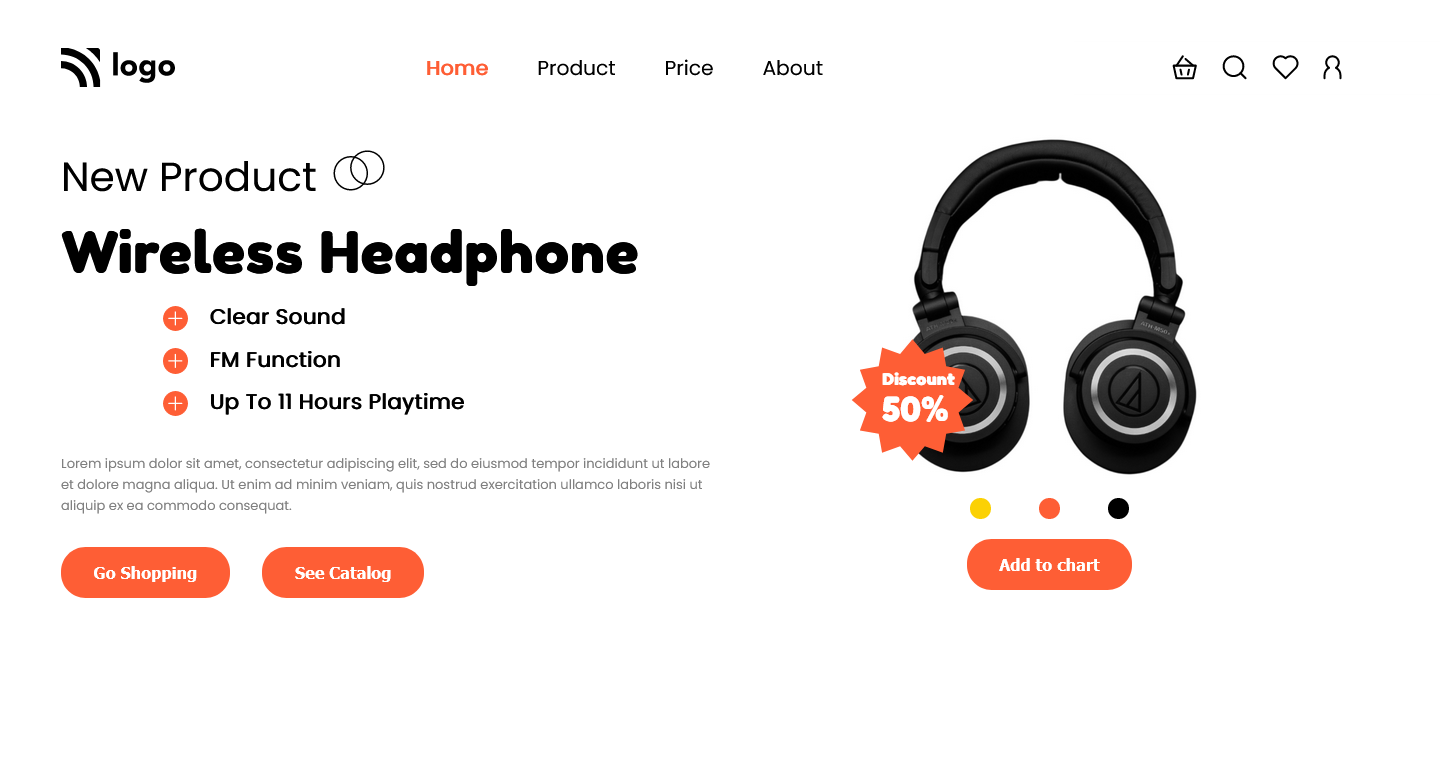 logo
Home Product Price About
New Product
Wireless Headphone
Clear Sound
FM Function
Up To 11 Hours Playtime
Lorem ipsum dolor sit amet, consectetur adipiscing elit, sed do eiusmod tempor incididunt ut labore
et dolore magna aliqua. Ut enim ad minim veniam, quis nostrud exercitation ullamco laboris nisi ut
aliquip ex ea commodo consequat.
Go Shopping See Catalog
Discount
50%
Add to chart